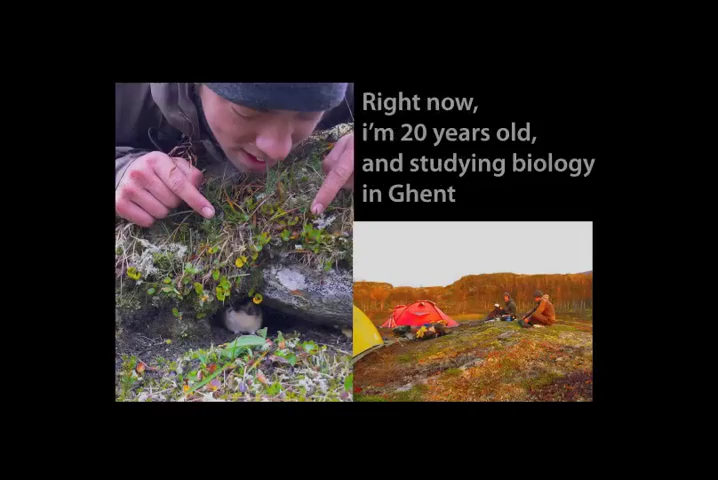 Right now,
i'm 20 years old,
and studying biology
in Ghent